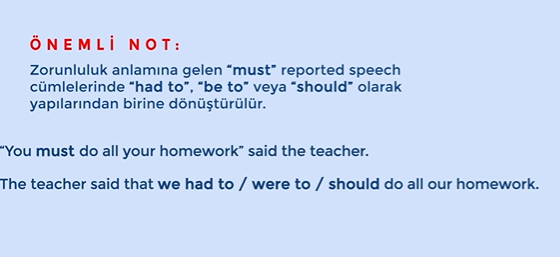 ÖNEMLİ NOT:
Zorunluluk anlamına gelen “must” reported speech
cümlelerinde “had to”, “be to” veya “should” olarak
yapılarından birine dönüştürülür.
“You must do all your homework” said the teacher.
The teacher said that we had to / were to / should do all our homework.